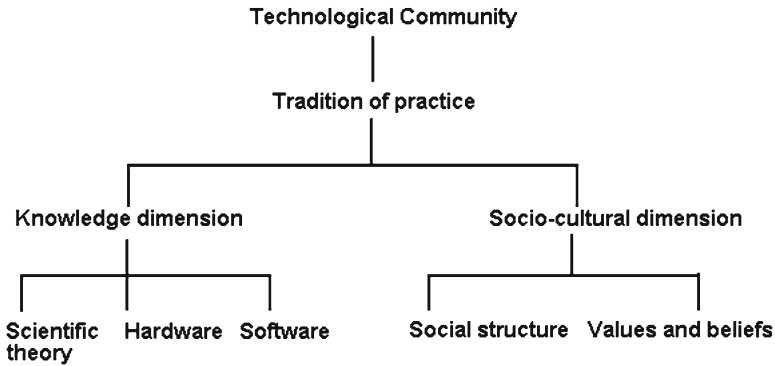 Technological Community
Tradition of practice
Knowledge dimension
Socio-cultural dimension
Scientific
theory
Hardware
Software
Social structure
Values and beliefs